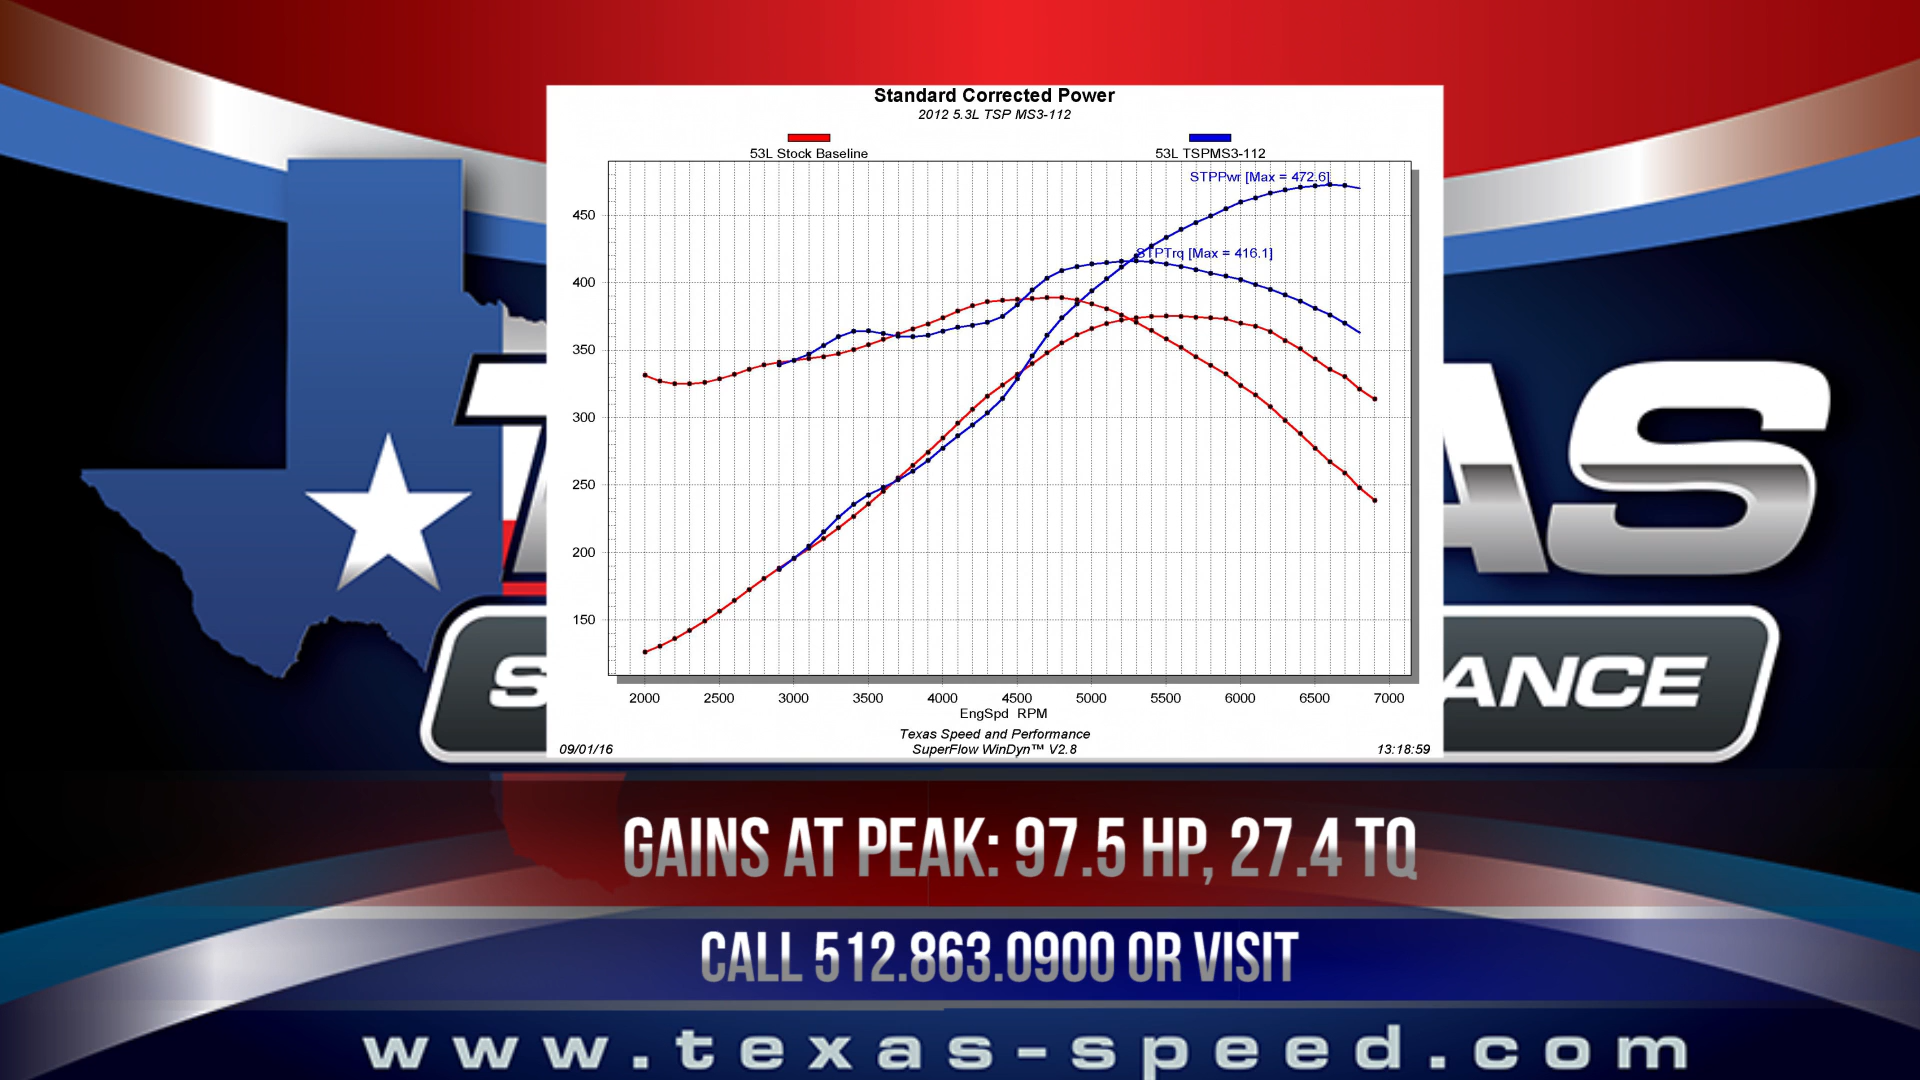 Standard Corrected Power
2012 5.3L TSP MS3-112
53L Stock Baseline
53L TSPMS3-112
STPPwr [Max = 472.6]
STPTrq [Max = 416.1]
450
400
350
300
250
200
150
2000 2500 3000 3500 4000 4500 5000 5500 6000 6500 7000
EngSpd RPM
Texas Speed and Performance
09/01/16 SuperFlow WinDyn™ V2.8 13:18:59
GAINS AT PEAK: 97.5 HP, 27.4 TQ
CALL 512.863.0900 OR VISIT
www.texas-speed.com